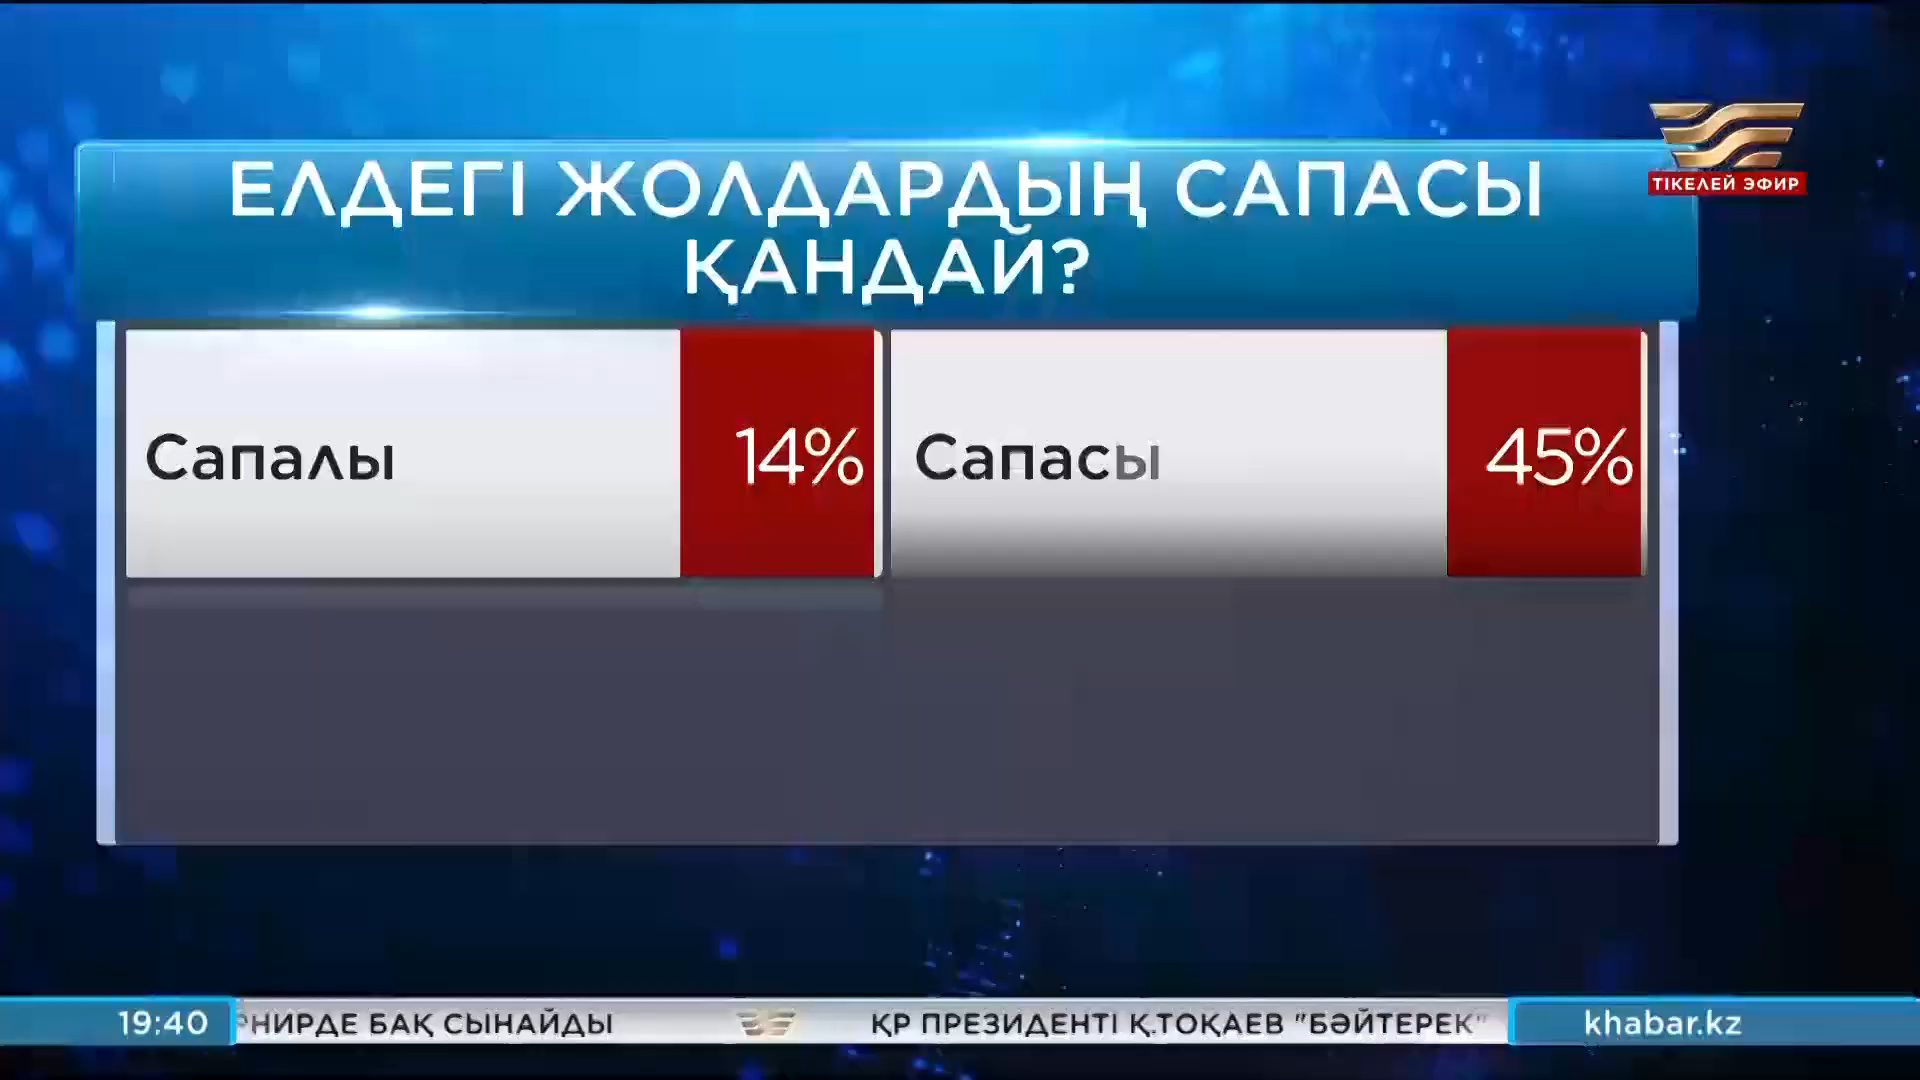 ТІКЕЛЕЙ ЭФИР
ЕЛДЕГІ ЖОЛДАРДЫҢ САПАСЫ
ҚАНДАЙ?
Сапалы 14%
Сапасы 45%
19:40 РНИРДЕ БАҚ СЫНАЙДЫ ҚР ПРЕЗИДЕНТІ Қ.ТОҚАЕВ "БӘЙТЕРЕК" khabar.kz